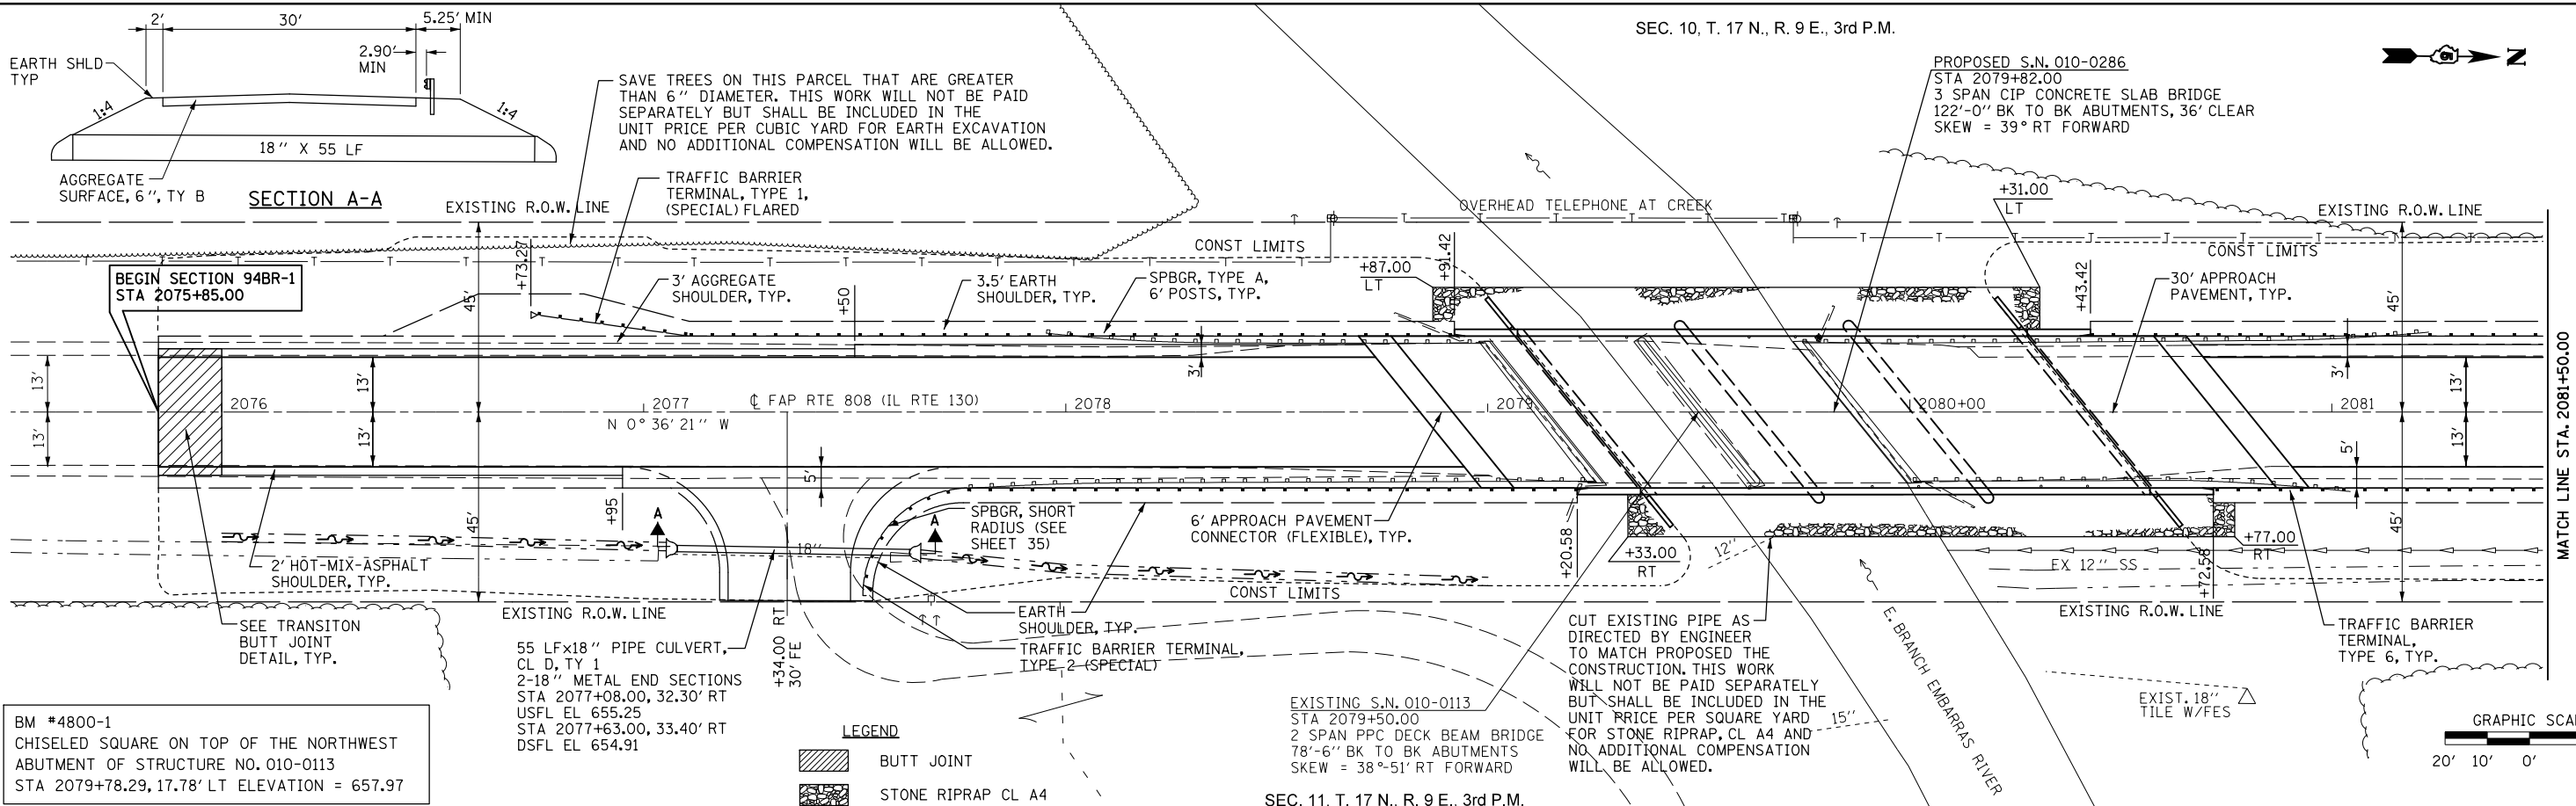 SEC. 10, T. 17 N., R. 9 E., 3rd P.M.
N
2'
30'
5.25' MIN
2.90'
MIN
EARTH SHLD
TYP
1:4
1:4
18" X 55 LF
AGGREGATE
SURFACE, 6", TY B
SECTION A-A
SAVE TREES ON THIS PARCEL THAT ARE GREATER
THAN 6" DIAMETER. THIS WORK WILL NOT BE PAID
SEPARATELY BUT SHALL BE INCLUDED IN THE
UNIT PRICE PER CUBIC YARD FOR EARTH EXCAVATION
AND NO ADDITIONAL COMPENSATION WILL BE ALLOWED.
PROPOSED S.N. 010-0286
STA 2079+82.00
3 SPAN CIP CONCRETE SLAB BRIDGE
122'-0" BK TO BK ABUTMENTS, 36' CLEAR
SKEW = 39° RT FORWARD
TRAFFIC BARRIER
TERMINAL, TYPE 1,
(SPECIAL) FLARED
EXISTING R.O.W. LINE
OVERHEAD TELEPHONE AT CREEK
+31.00
LT
EXISTING R.O.W. LINE
CONST LIMITS
CONST LIMITS
BEGIN SECTION 94BR-1
STA 2075+85.00
45'
+73.27
3' AGGREGATE
SHOULDER, TYP.
+50
3.5' EARTH
SHOULDER, TYP.
SPBGR, TYPE A,
6' POSTS, TYP.
+87.00
LT
+91.42
+43.42
30' APPROACH
PAVEMENT, TYP.
45'
13'
13'
3'
3'
13'
2076
2077
℄ FAP RTE 808 (IL RTE 130)
2078
2079
2080+00
2081
N 0° 36' 21" W
13'
13'
13'
5'
5'
MATCH LINE STA. 2081+50.00
45'
+95
A
A
18"
SPBGR, SHORT
RADIUS (SEE
SHEET 35)
6' APPROACH PAVEMENT
CONNECTOR (FLEXIBLE), TYP.
+20.58
+33.00
RT
12"
EX 12" SS
+72.58
+77.00
RT
45'
2' HOT-MIX-ASPHALT
SHOULDER, TYP.
CONST LIMITS
EXISTING R.O.W. LINE
EXISTING R.O.W. LINE
SEE TRANSITON
BUTT JOINT
DETAIL, TYP.
55 LFx18" PIPE CULVERT,
CL D, TY 1
2-18" METAL END SECTIONS
STA 2077+08.00, 32.30' RT
USFL EL 655.25
STA 2077+63.00, 33.40' RT
DSFL EL 654.91
+34.00 RT
30' FE
EARTH
SHOULDER, TYP.
TRAFFIC BARRIER TERMINAL,
TYPE 2 (SPECIAL)
CUT EXISTING PIPE AS
DIRECTED BY ENGINEER
TO MATCH PROPOSED THE
CONSTRUCTION. THIS WORK
WILL NOT BE PAID SEPARATELY
BUT SHALL BE INCLUDED IN THE
UNIT PRICE PER SQUARE YARD
FOR STONE RIPRAP, CL A4 AND
NO ADDITIONAL COMPENSATION
WILL BE ALLOWED.
15"
E. BRANCH EMBARRAS RIVER
TRAFFIC BARRIER
TERMINAL,
TYPE 6, TYP.
EXIST. 18"
TILE W/FES
EXISTING S.N. 010-0113
STA 2079+50.00
2 SPAN PPC DECK BEAM BRIDGE
78'-6" BK TO BK ABUTMENTS
SKEW = 38°-51' RT FORWARD
BM #4800-1
CHISELED SQUARE ON TOP OF THE NORTHWEST
ABUTMENT OF STRUCTURE NO. 010-0113
STA 2079+78.29, 17.78' LT ELEVATION = 657.97
LEGEND
BUTT JOINT
STONE RIPRAP CL A4
SEC. 11, T. 17 N., R. 9 E., 3rd P.M.
GRAPHIC SCA
20' 10' 0'